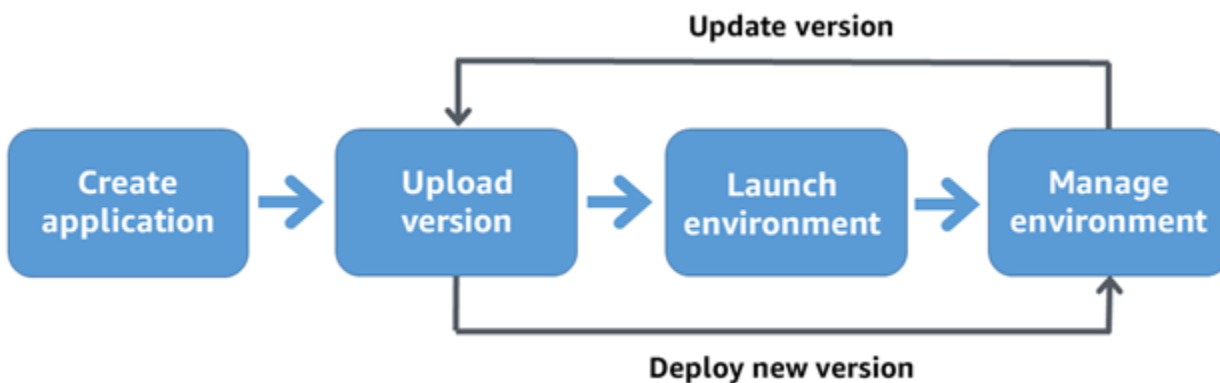 Update version
Create
application
Upload
version
Launch
environment
Manage
environment
Deploy new version